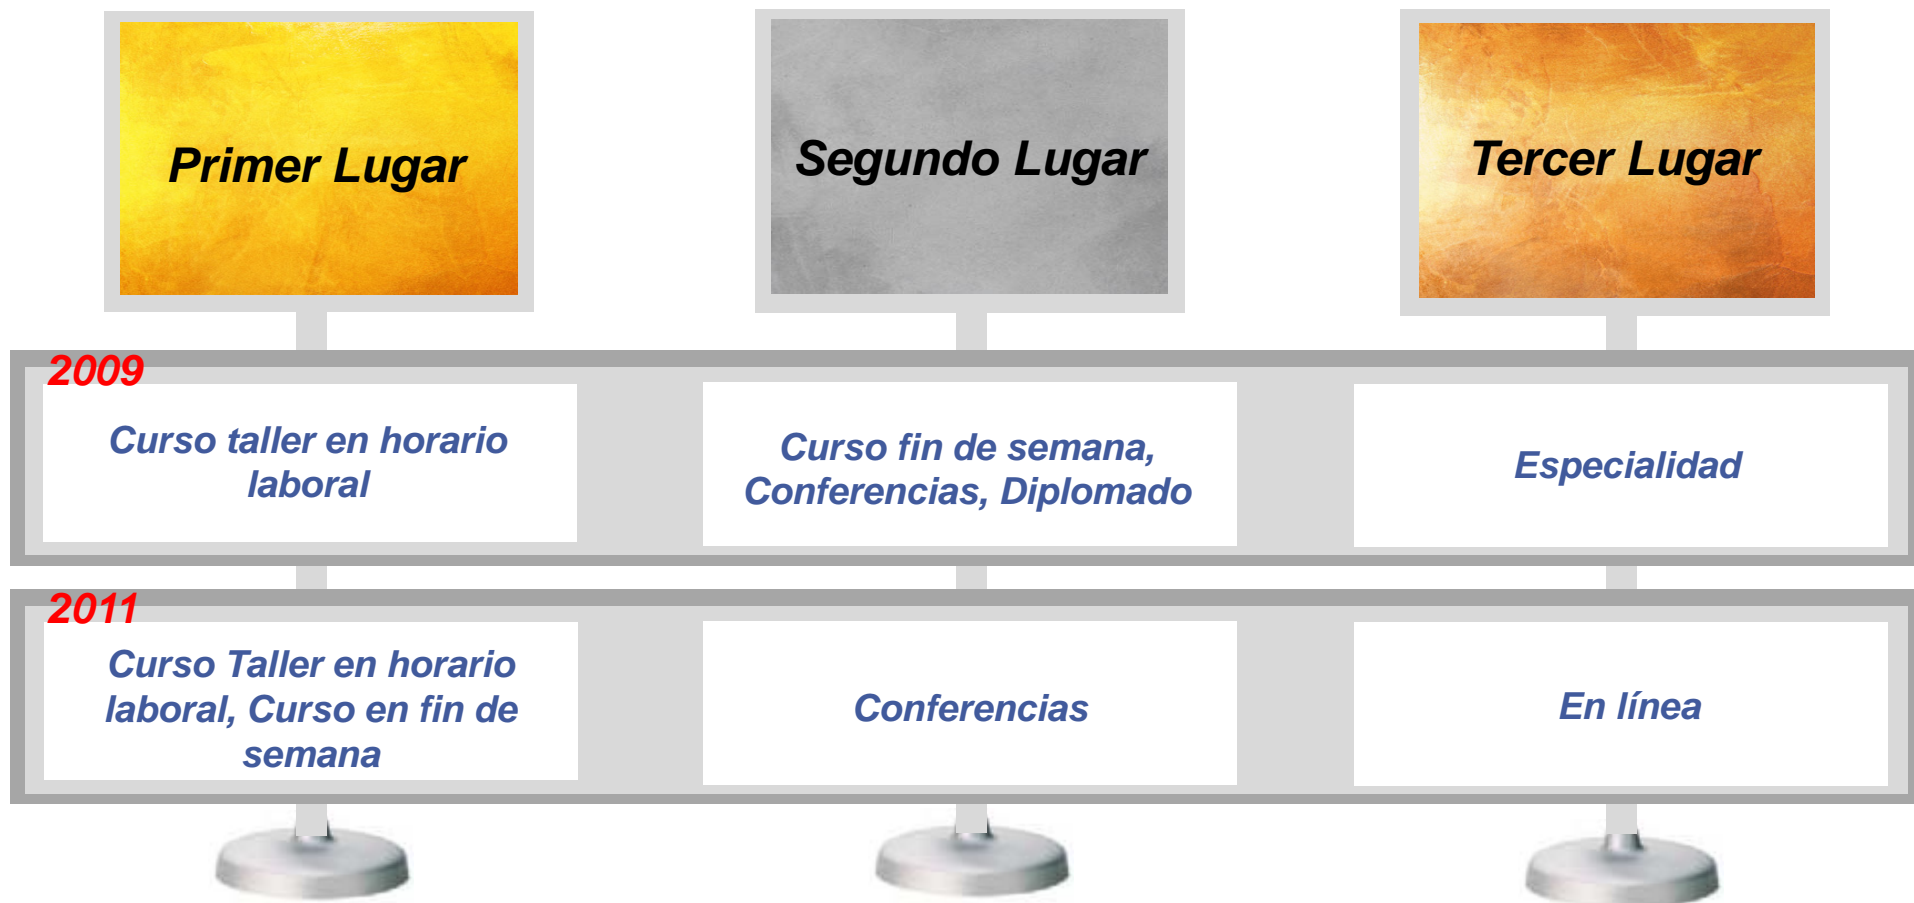 Primer Lugar
Segundo Lugar
Tercer Lugar
2009
Curso taller en horario
laboral
Curso fin de semana,
Conferencias, Diplomado
Especialidad
2011
Curso Taller en horario
laboral, Curso en fin de
semana
Conferencias
En línea